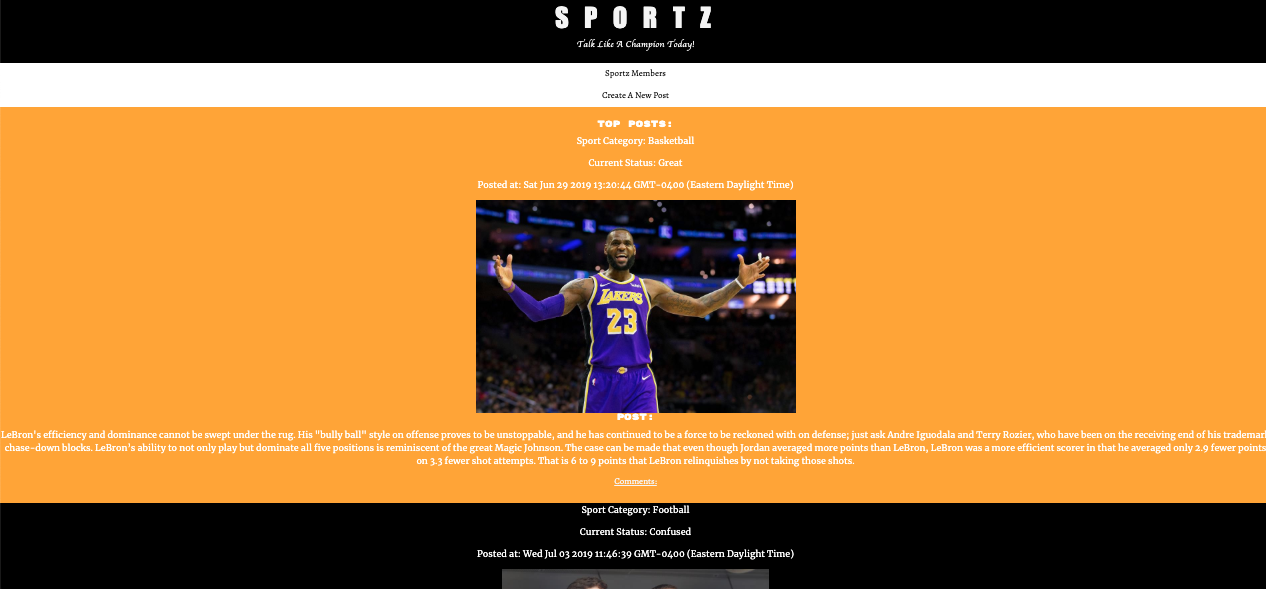 SPORTZ
Talk Like A Champion Today!
Sportz Members
Create A New Post
TOP POSTS:
Sport Category: Basketball
Current Status: Great
Posted at: Sat Jun 29 2019 13:20:44 GMT-0400 (Eastern Daylight Time)
LAKERS
23
POST:
LeBron's efficiency and dominance cannot be swept under the rug. His "bully ball" style on offense proves to be unstoppable, and he has continued to be a force to be reckoned with on defense; just ask Andre Iguodala and Terry Rozier, who have been on the receiving end of his trademark
chase-down blocks. LeBron's ability to not only play but dominate all five positions is reminiscent of the great Magic Johnson. The case can be made that even though Jordan averaged more points than LeBron, LeBron was a more efficient scorer in that he averaged only 2.9 fewer points
on 3.3 fewer shot attempts. That is 6 to 9 points that LeBron relinquishes by not taking those shots.
Comments:
Sport Category: Football
Current Status: Confused
Posted at: Wed Jul 03 2019 11:46:39 GMT-0400 (Eastern Daylight Time)